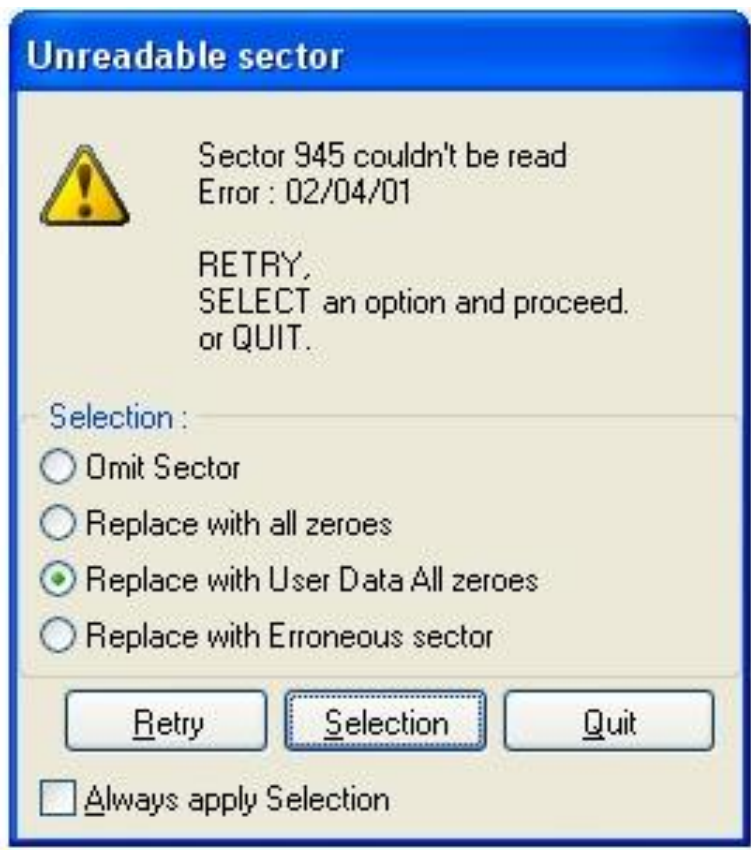 Unreadable sector
Sector 945 couldn't be read
Error : 02/04/01
RETRY,
SELECT an option and proceed.
or QUIT.
Selection :
Omit Sector
Replace with all zeroes
Replace with User Data All zeroes
Replace with Erroneous sector
Retry Selection Quit
Always apply Selection